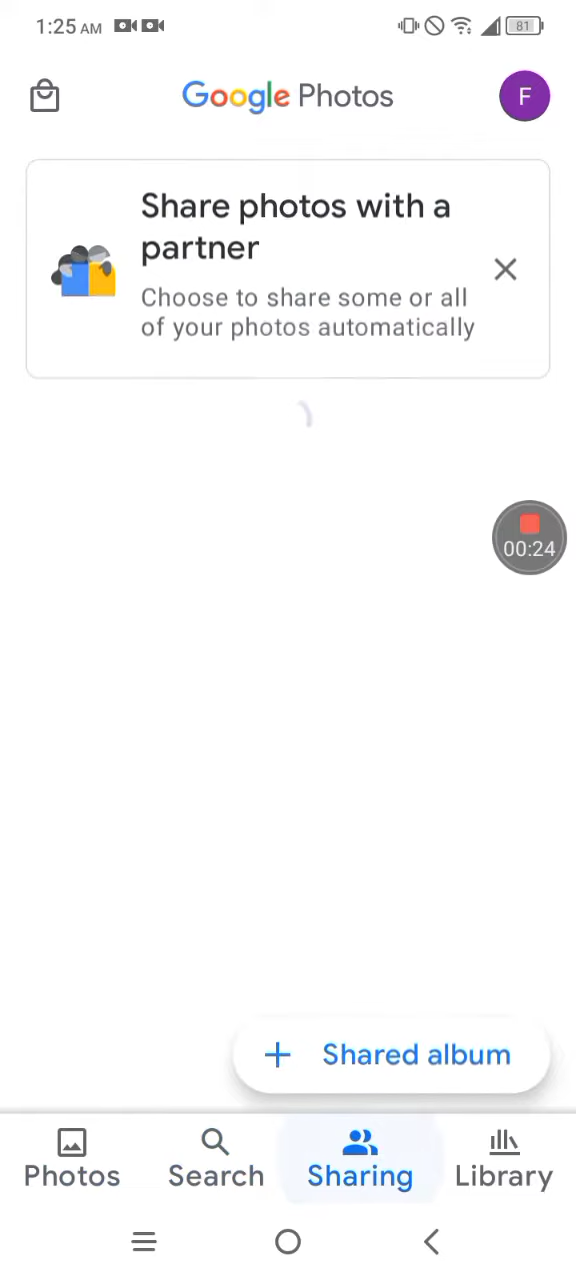 1:25 AM
81
Google Photos
F
Share photos with a
partner
Choose to share some or all
of your photos automatically
00:24
+ Shared album
Photos
Search
Sharing
Library